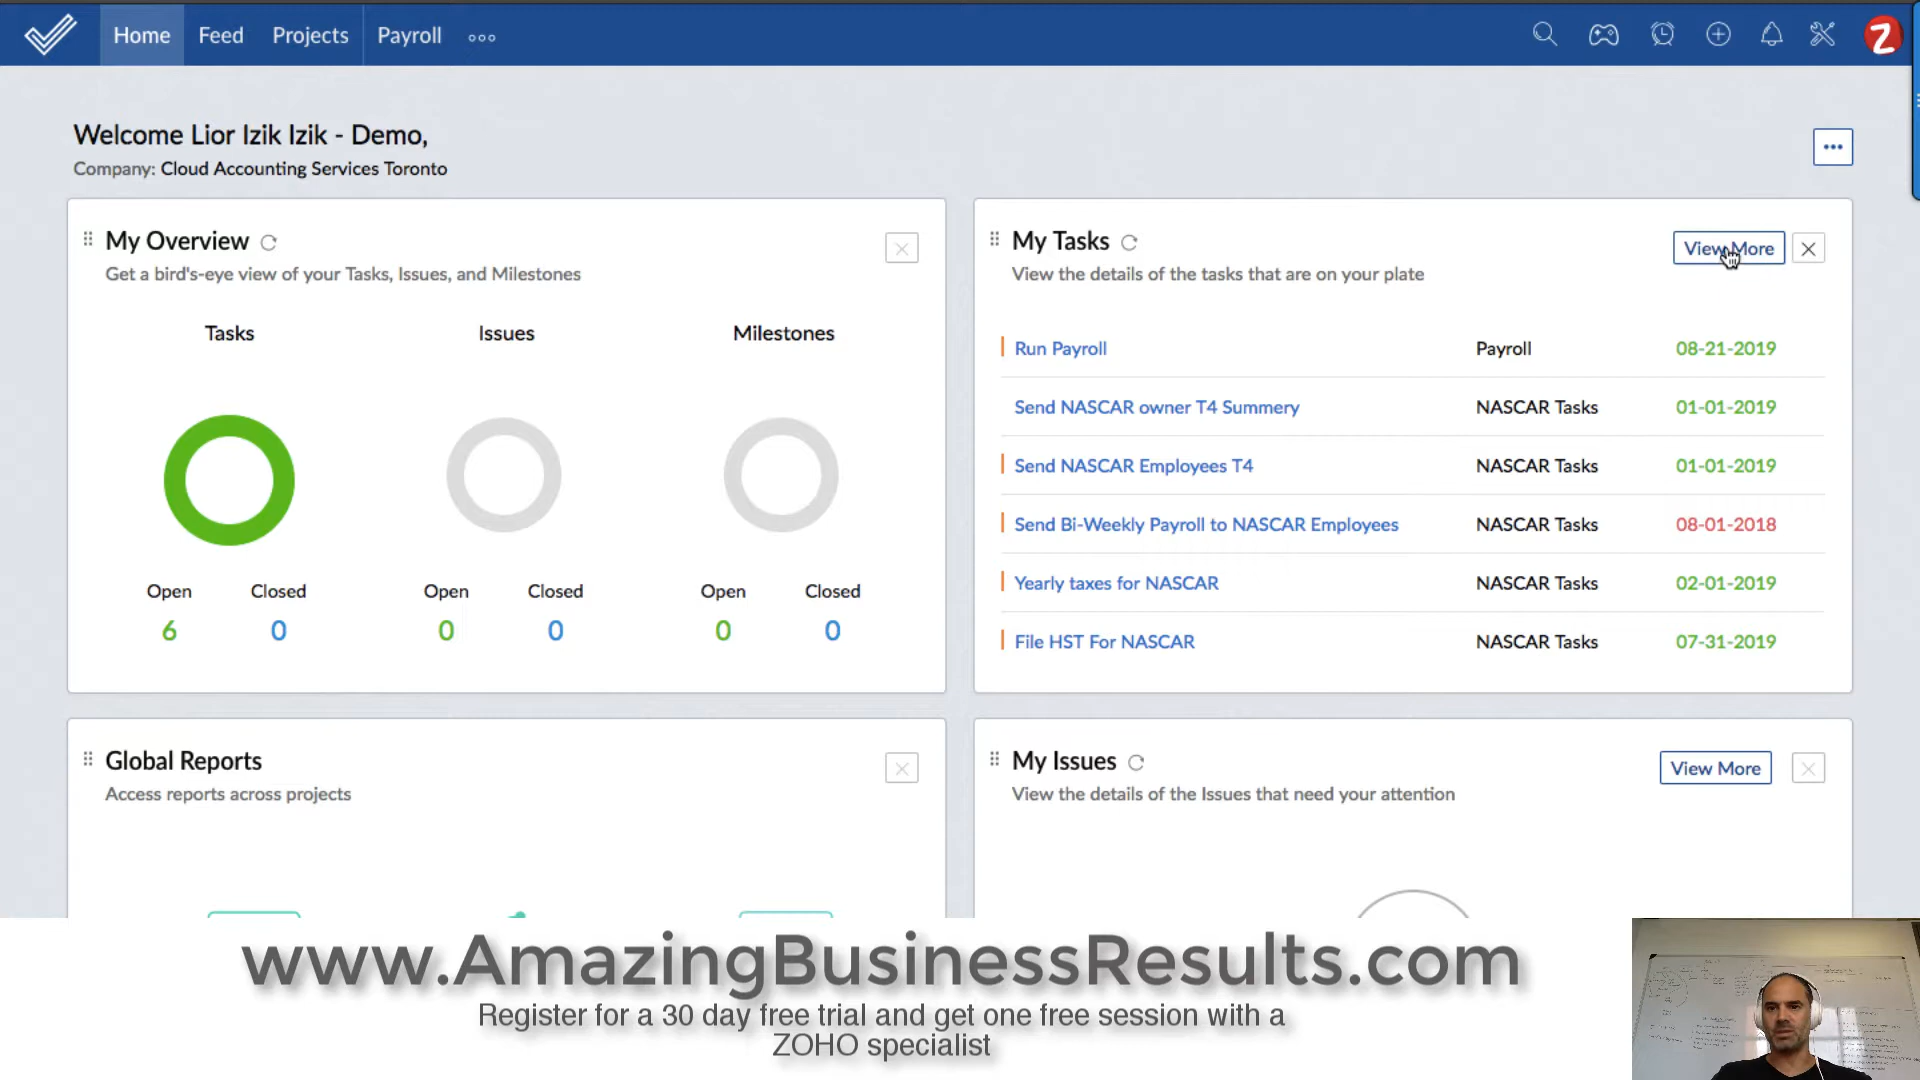 Home Feed Projects Payroll
Z
Welcome Lior Izik Izik - Demo,
Company: Cloud Accounting Services Toronto
My Overview
Get a bird's-eye view of your Tasks, Issues, and Milestones
Tasks Issues Milestones
Open Closed Open Closed Open Closed
6 0 0 0 0 0
My Tasks
View More
View the details of the tasks that are on your plate
Run Payroll Payroll 08-21-2019
Send NASCAR owner T4 Summery NASCAR Tasks 01-01-2019
Send NASCAR Employees T4 NASCAR Tasks 01-01-2019
Send Bi-Weekly Payroll to NASCAR Employees NASCAR Tasks 08-01-2018
Yearly taxes for NASCAR NASCAR Tasks 02-01-2019
File HST For NASCAR NASCAR Tasks 07-31-2019
Global Reports
Access reports across projects
My Issues
View More
View the details of the Issues that need your attention
www.AmazingBusinessResults.com
Register for a 30 day free trial and get one free session with a
ZOHO specialist